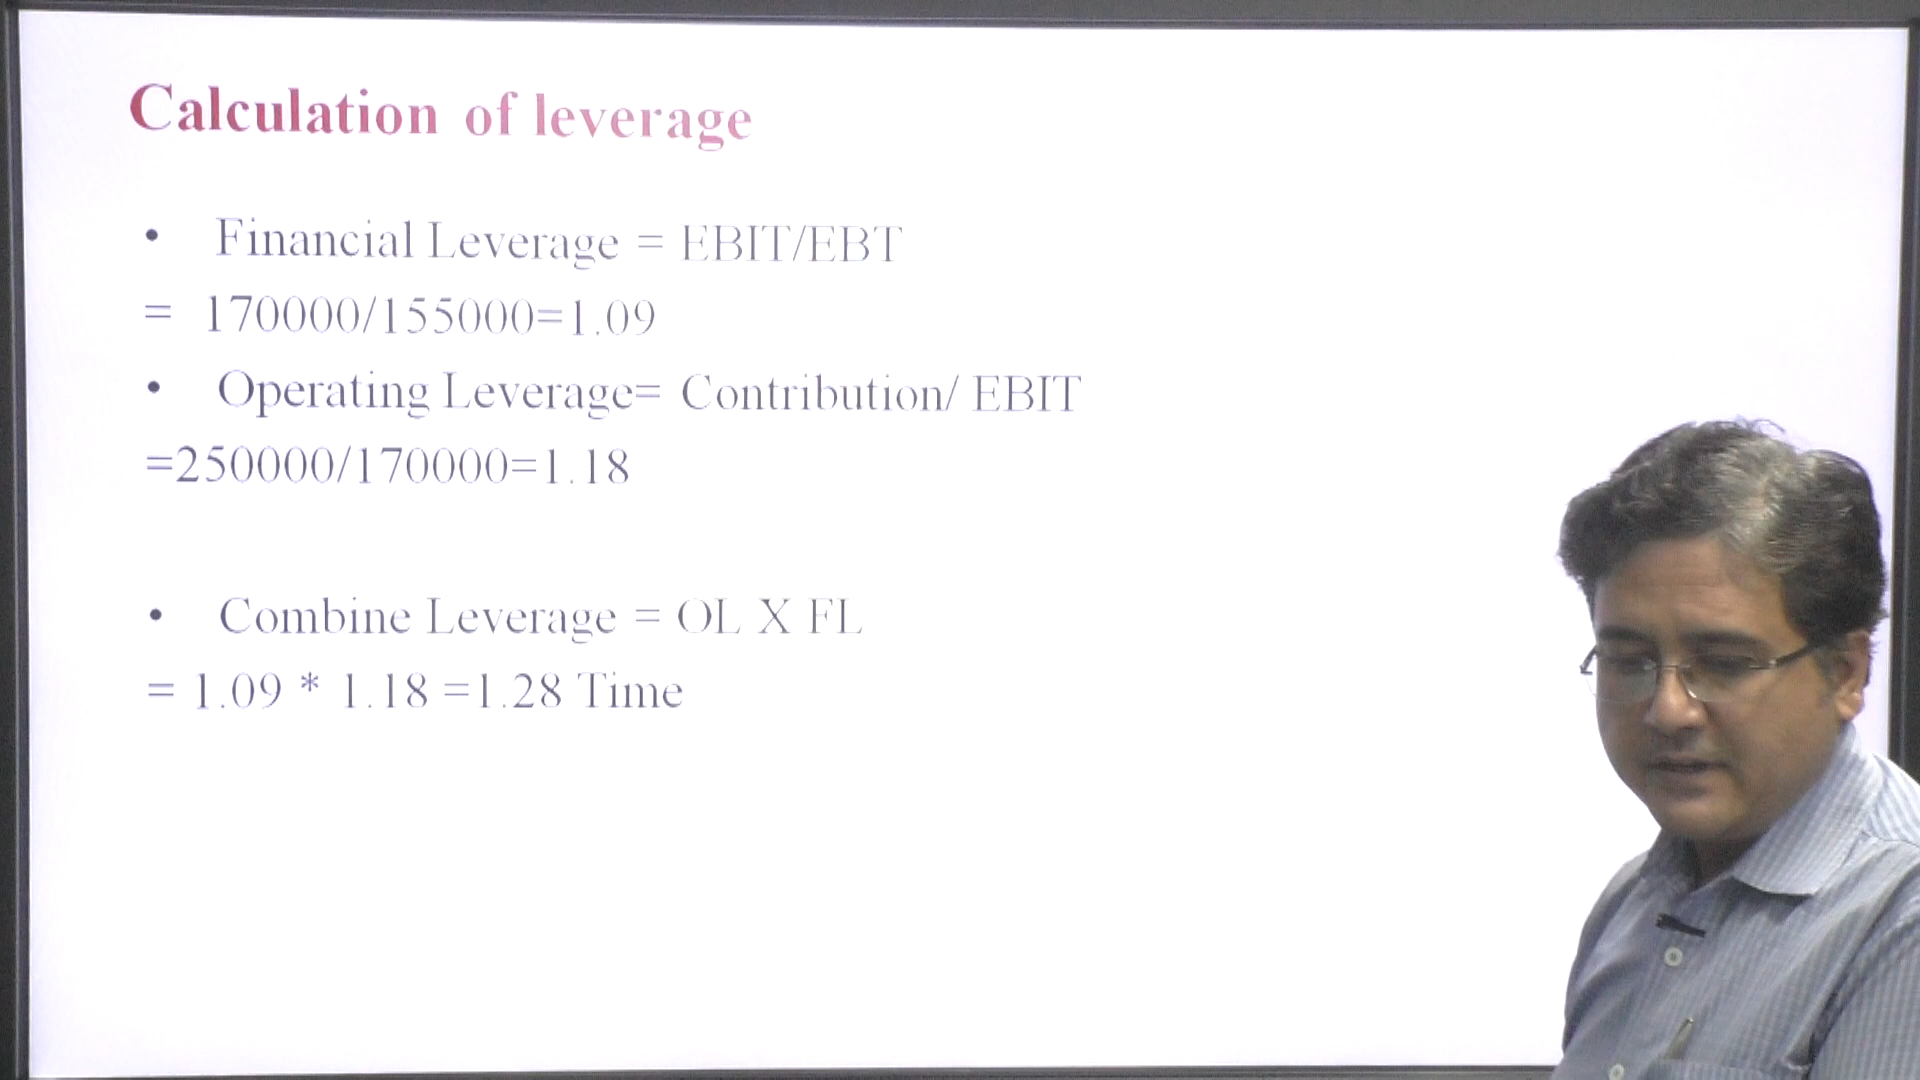 Calculation of leverage
• Financial Leverage = EBIT/EBT
= 170000/155000=1.09
• Operating Leverage= Contribution/ EBIT
=250000/170000=1.18
• Combine Leverage = OL X FL
= 1.09 * 1.18 =1.28 Time